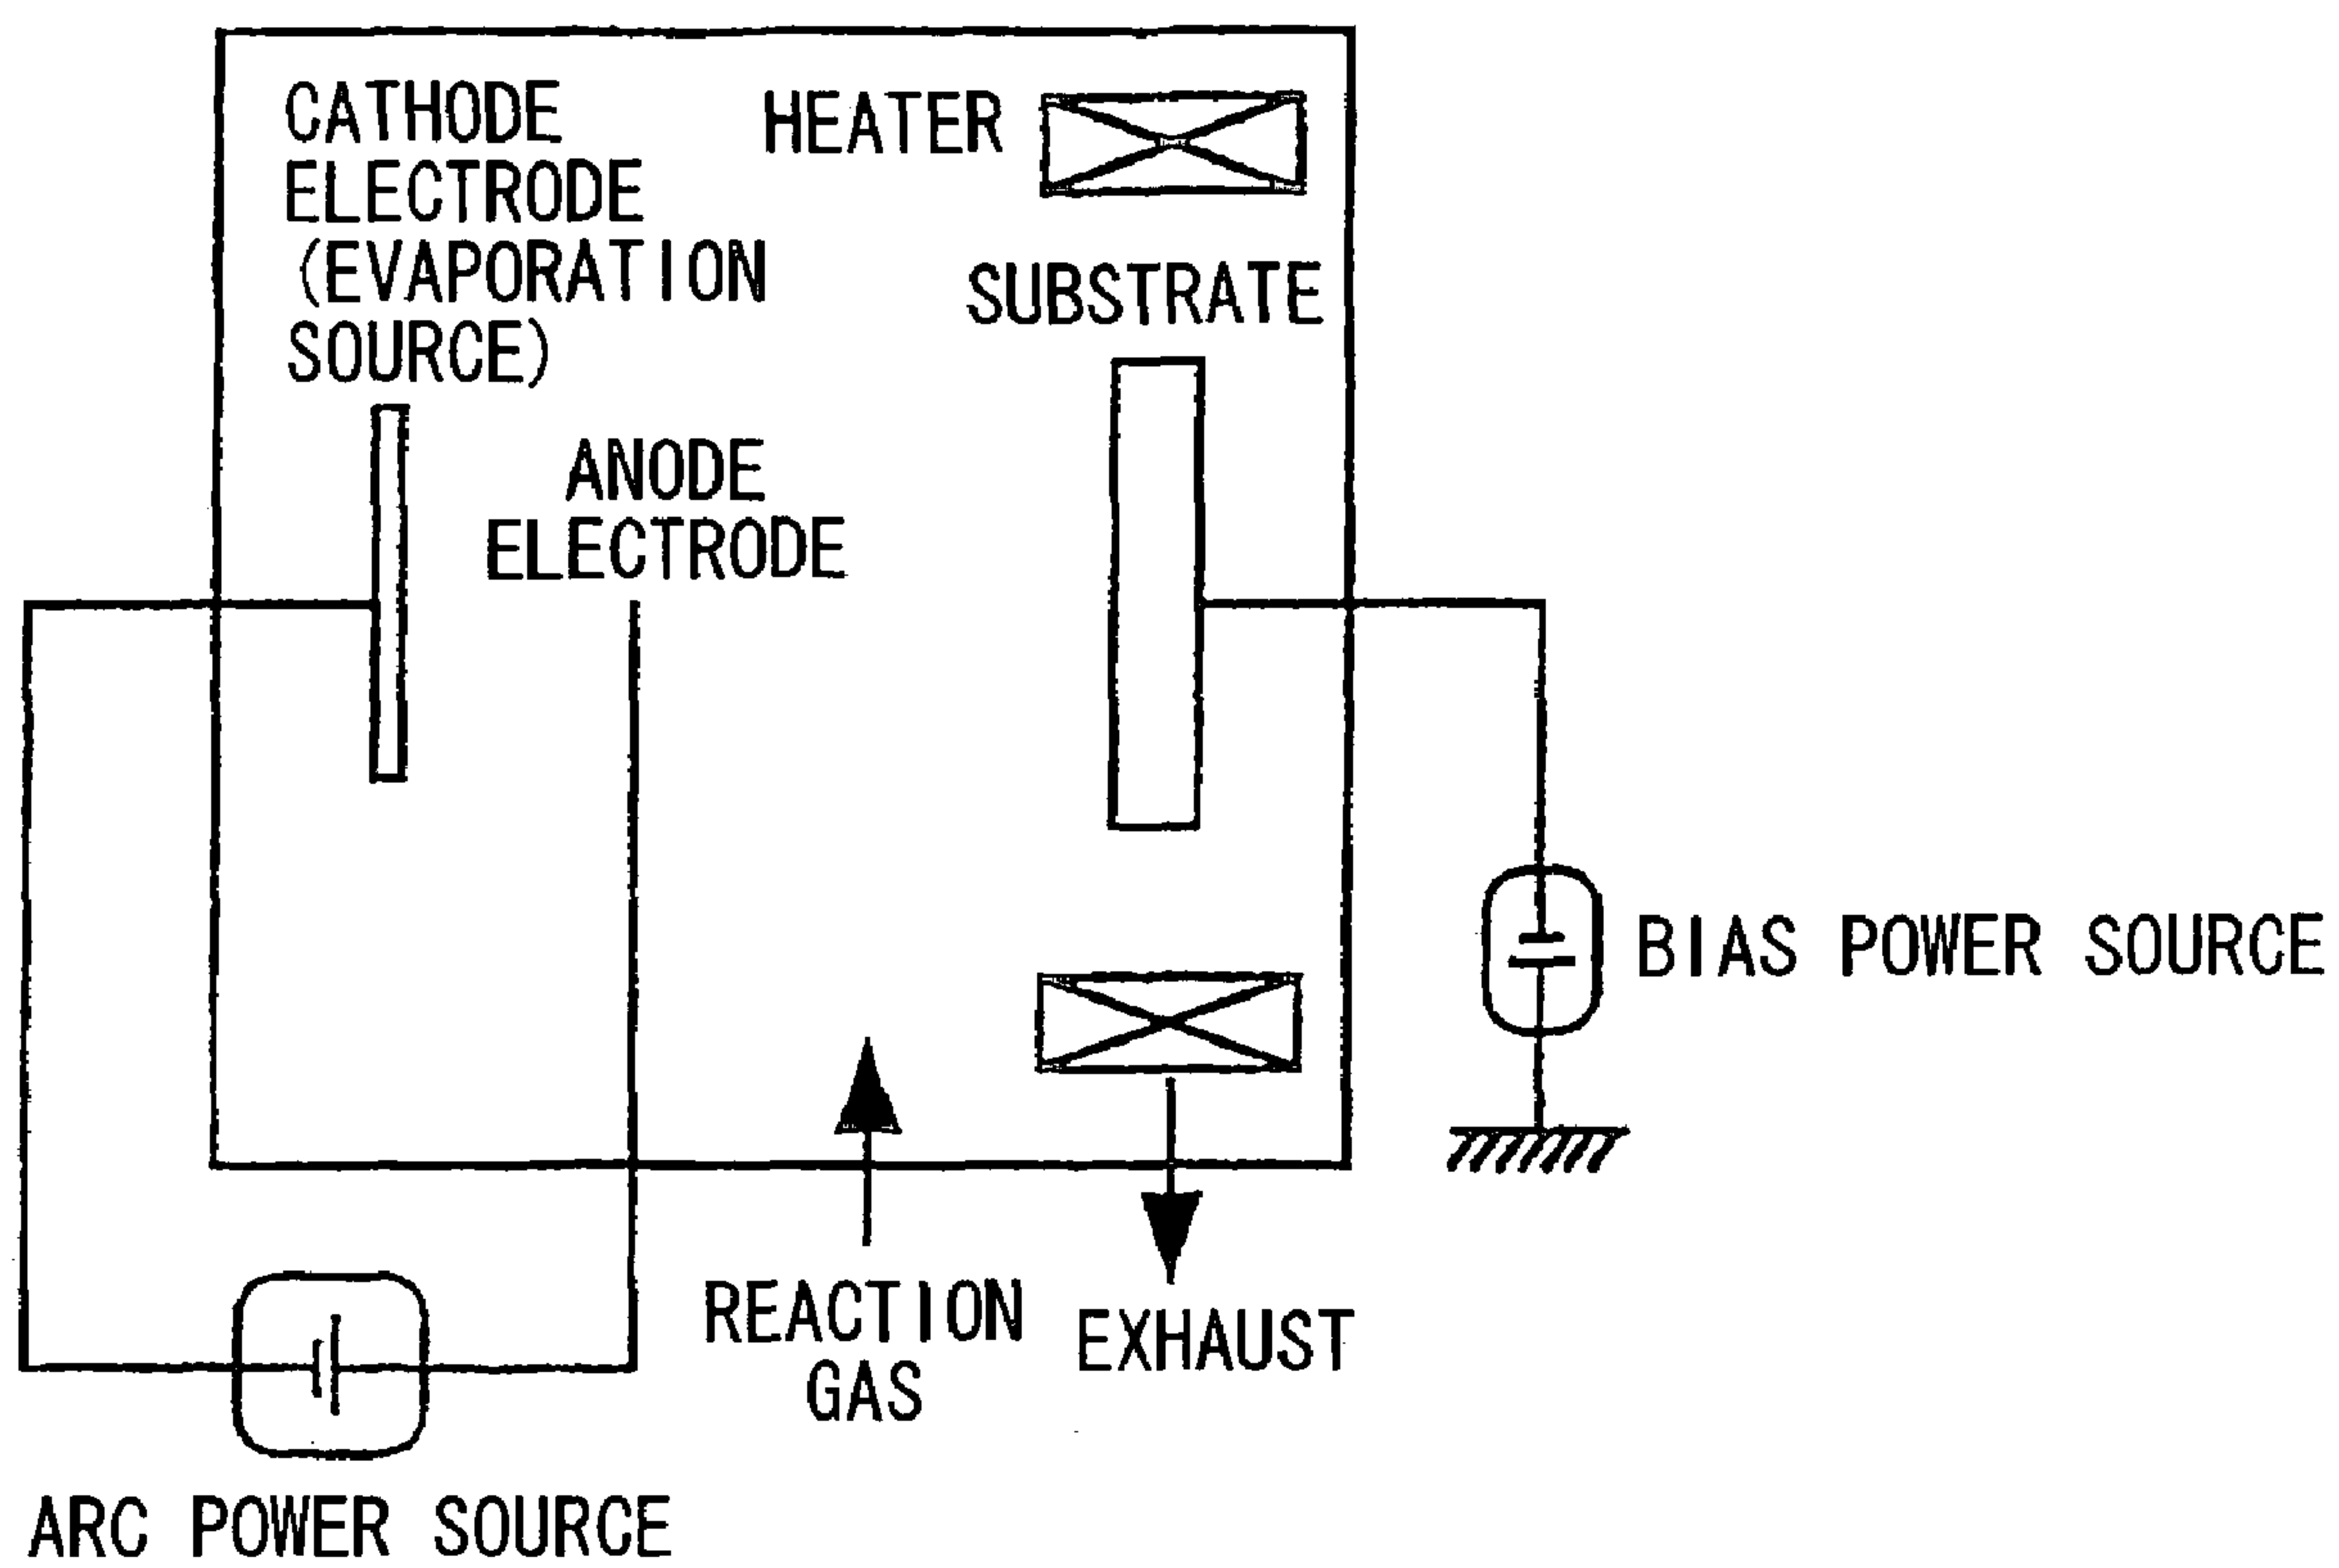 CATHODE
ELECTRODE
(EVAPORATION
SOURCE)
HEATER
SUBSTRATE
ANODE
ELECTRODE
BIAS POWER SOURCE
REACTION
GAS
EXHAUST
ARC POWER SOURCE